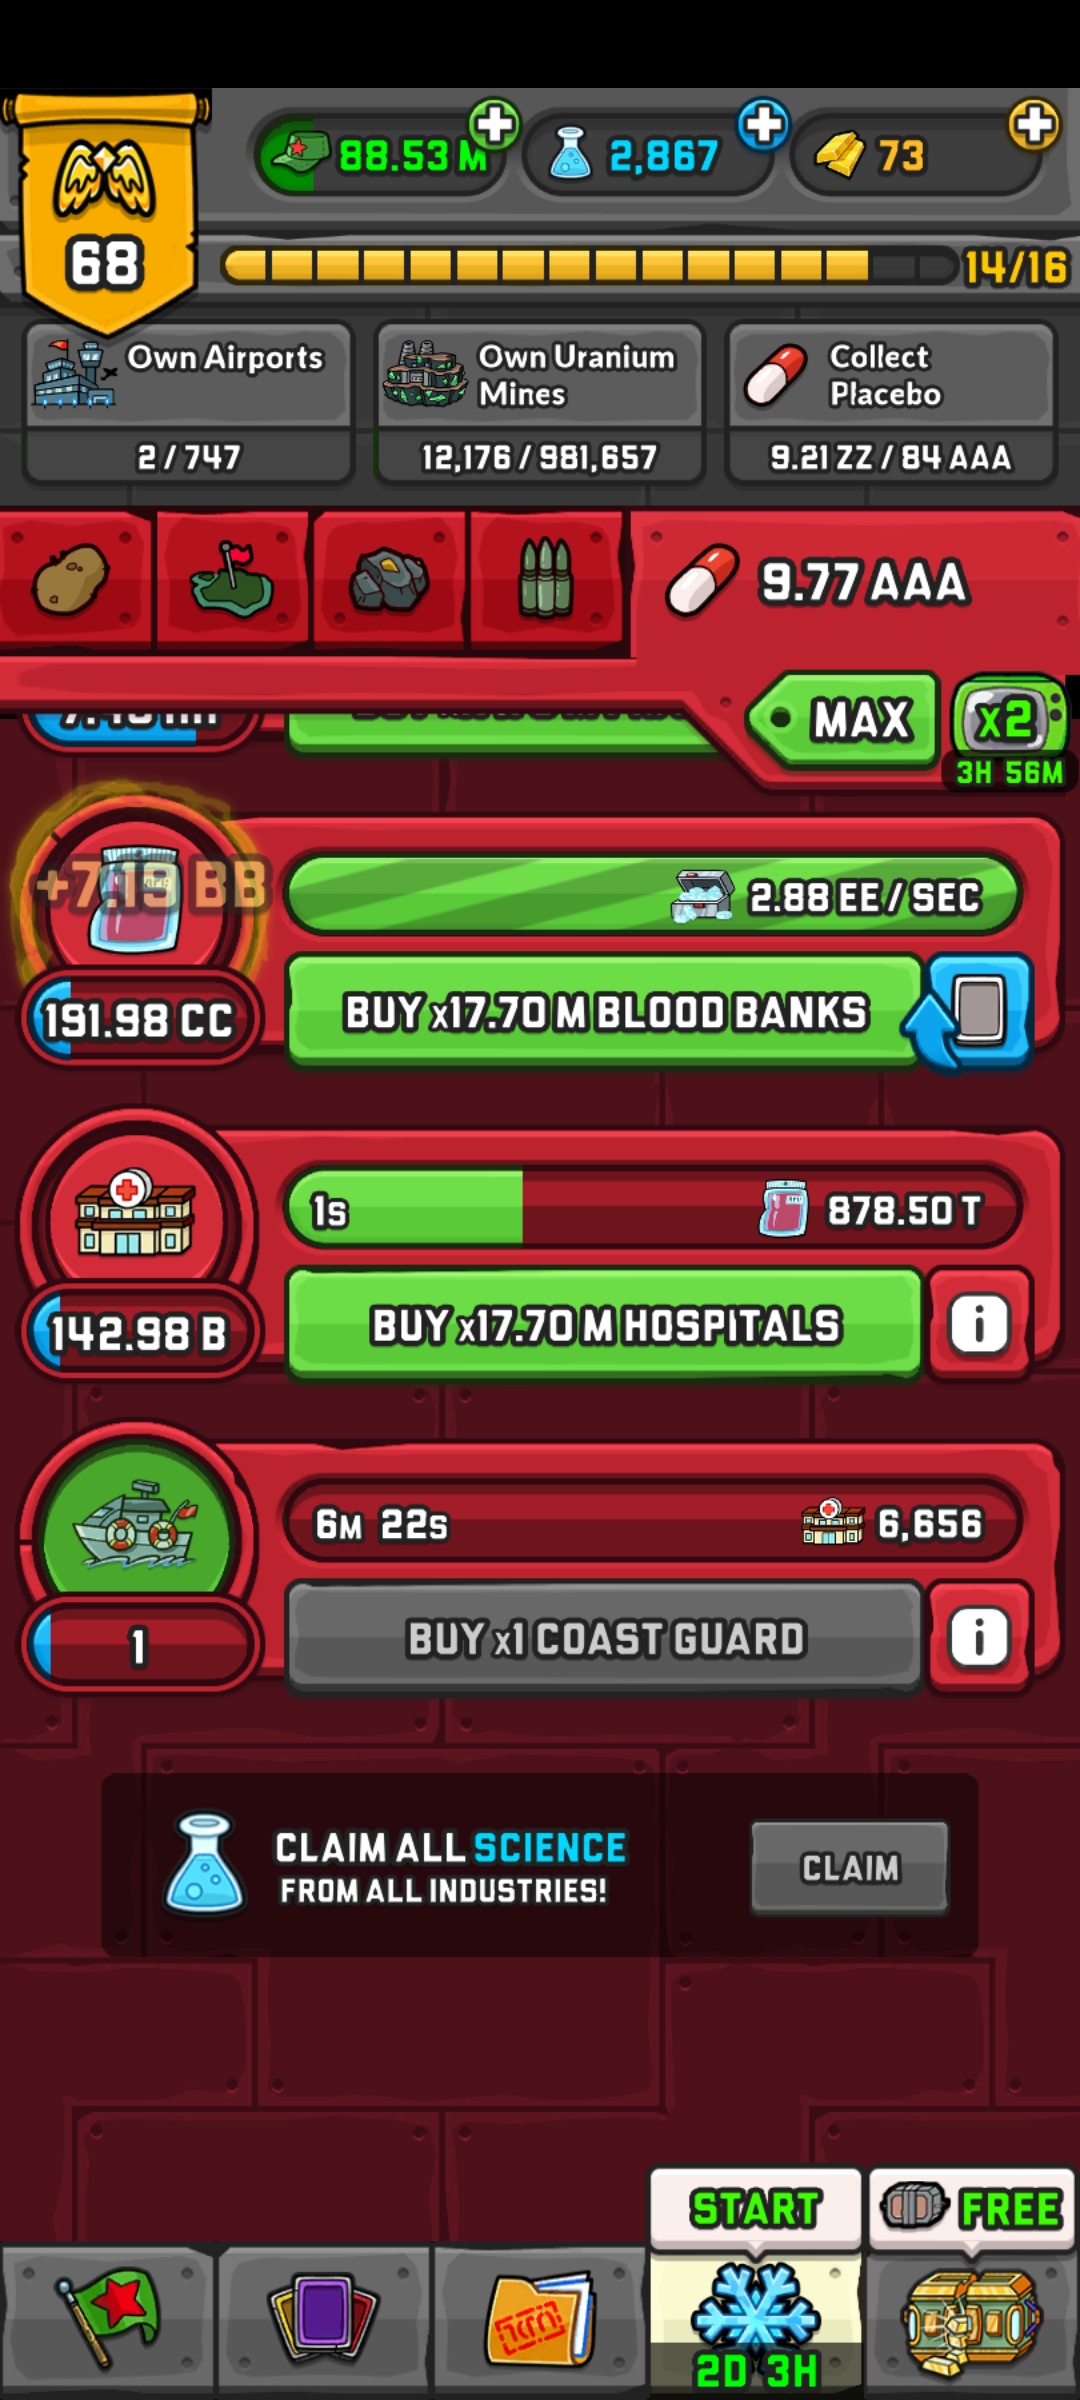 88.53 M
2,867
73
68
14/16
Own Airports
2 / 747
Own Uranium
Mines
12,176 / 981,657
Collect
Placebo
9.21 ZZ / 84 AAA
9.77 AAA
MAX
x2
3H 56M
+7.19 BB
2.88 EE / SEC
191.98 CC
BUY x17.70 M BLOOD BANKS
1s
878.50 T
142.98 B
BUY x17.70 M HOSPITALS
i
6M 22s
6,656
1
BUY x1 COAST GUARD
i
CLAIM ALL SCIENCE
FROM ALL INDUSTRIES!
CLAIM
START
FREE
2D 3H